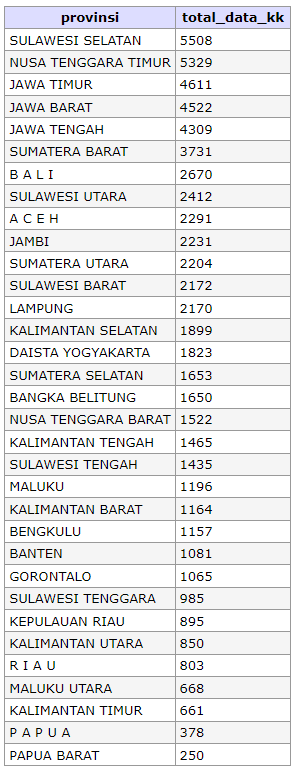 provinsi total_data_kk
SULAWESI SELATAN 5508
NUSA TENGGARA TIMUR 5329
JAWA TIMUR 4611
JAWA BARAT 4522
JAWA TENGAH 4309
SUMATERA BARAT 3731
B A L I 2670
SULAWESI UTARA 2412
A C E H 2291
JAMBI 2231
SUMATERA UTARA 2204
SULAWESI BARAT 2172
LAMPUNG 2170
KALIMANTAN SELATAN 1899
DAISTA YOGYAKARTA 1823
SUMATERA SELATAN 1653
BANGKA BELITUNG 1650
NUSA TENGGARA BARAT 1522
KALIMANTAN TENGAH 1465
SULAWESI TENGAH 1435
MALUKU 1196
KALIMANTAN BARAT 1164
BENGKULU 1157
BANTEN 1081
GORONTALO 1065
SULAWESI TENGGARA 985
KEPULAUAN RIAU 895
KALIMANTAN UTARA 850
R I A U 803
MALUKU UTARA 668
KALIMANTAN TIMUR 661
P A P U A 378
PAPUA BARAT 250